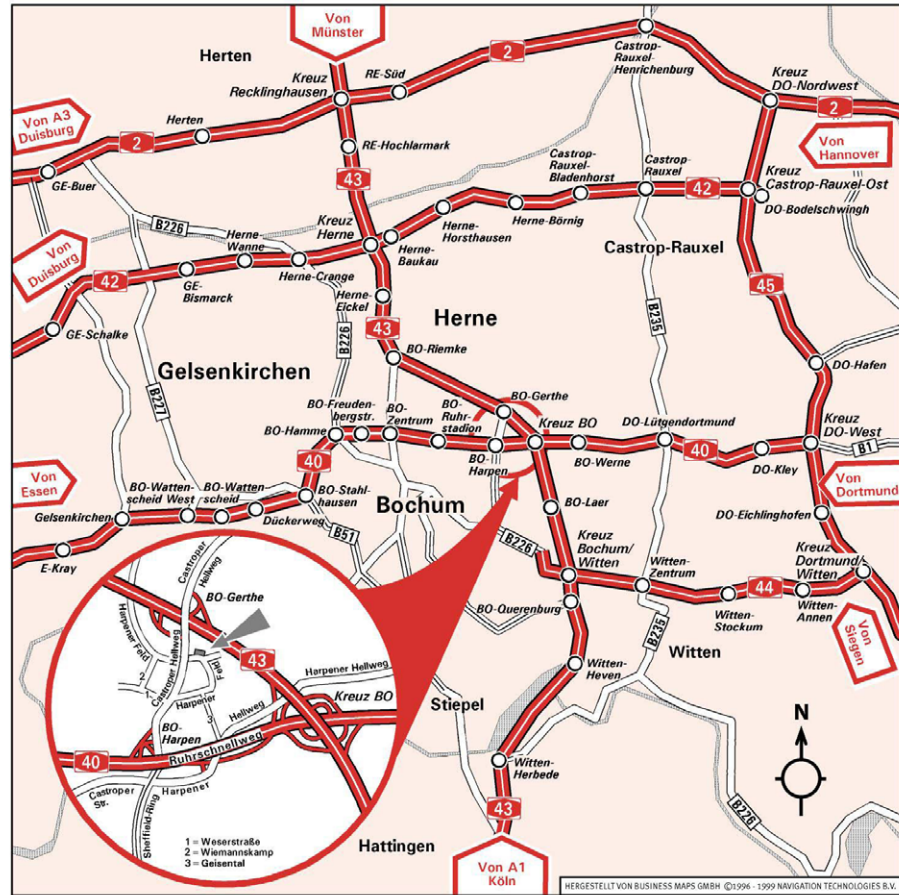 Von
Münster
2
Castrop-
Rauxel-
Henrichenburg
Herten
Kreuz
Recklinghausen
RE-Süd
Kreuz
DO-Nordwest
2
Von A3
Duisburg
2
Herten
Von
Hannover
RE-Hochlarmark
GE-Buer
43
Castrop-
Rauxel-
Bladenhorst
Castrop-
Rauxel
42
Kreuz
Castrop-Rauxel-Ost
DO-Bodelschwingh
B226
Kreuz
Herne
Herne-
Wanne
Herne-
Baukau
Herne-
Horsthausen
Herne-Börnig
Von
Duisburg
42
GE-
Bismarck
Herne-Crange
Castrop-Rauxel
Herne-
Eickel
45
GE-Schalke
43
Herne
B235
B226
BO-Riemke
DO-Hafen
Gelsenkirchen
B227
BO-Freuden-
bergstr.
BO-Hamme
BO-
Zentrum
BO-
Ruhr-
stadion
BO-Gerthe
BO-
Harpen
Kreuz BO
BO-Werne
DO-Lütgendortmund
40
DO-Kley
Kreuz
DO-West
B1
40
Von
Essen
BO-Watten-
scheid West
BO-Watten-
scheid
BO-Stahl-
hausen
Dückerweg
Gelsenkirchen
Bochum
BO-Laer
Von
Dortmund
DO-Eichlinghofen
B51
B226
E-Kray
Kreuz
Bochum/
Witten
Witten-
Zentrum
Kreuz
Dortmund/
Witten
44
Witten-
Stockum
Witten-
Annen
BO-Querenburg
B235
Von
Siegen
Witten
Witten-
Heven
Stiepel
Castroper
Hellweg
BO-Gerthe
Harpener Feld
43
Castroper Hellweg
Feld
Harpener Hellweg
2
1
Harpener
3
Hellweg
Kreuz BO
BO-
Harpen
40
Ruhrschnellweg
Castroper
Str.
Harpener
Sheffield-Ring
1 = Weserstraße
2 = Wiemannskamp
3 = Geisental
N
Witten-
Herbede
43
B226
Hattingen
Von A1
Köln
HERGESTELLT VON BUSINESS MAPS GMBH ©1996 - 1999 NAVIGATION TECHNOLOGIES B.V.